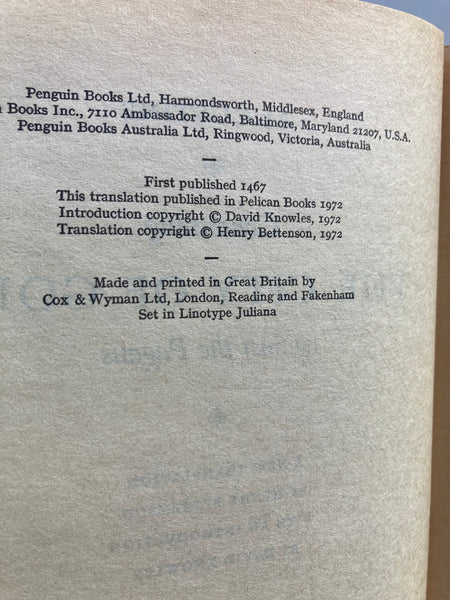 Penguin Books Ltd, Harmondsworth, Middlesex, England
Books Inc., 7110 Ambassador Road, Baltimore, Maryland 21207, U.S.A.
Penguin Books Australia Ltd, Ringwood, Victoria, Australia
—
First published 1467
This translation published in Pelican Books 1972
Introduction copyright © David Knowles, 1972
Translation copyright © Henry Bettenson, 1972
—
Made and printed in Great Britain by
Cox & Wyman Ltd, London, Reading and Fakenham
Set in Linotype Juliana